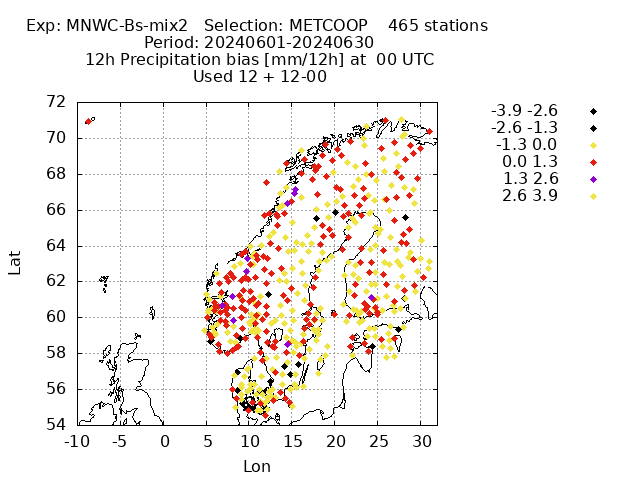 Exp: MNWC-Bs-mix2 Selection: METCOOP 465 stations
Period: 20240601-20240630
12h Precipitation bias [mm/12h] at 00 UTC
Used 12 + 12-00
-3.9 -2.6
-2.6 -1.3
-1.3 0.0
0.0 1.3
1.3 2.6
2.6 3.9
72
70
68
66
64
62
60
58
56
54
Lat
-10 -5 0 5 10 15 20 25 30
Lon